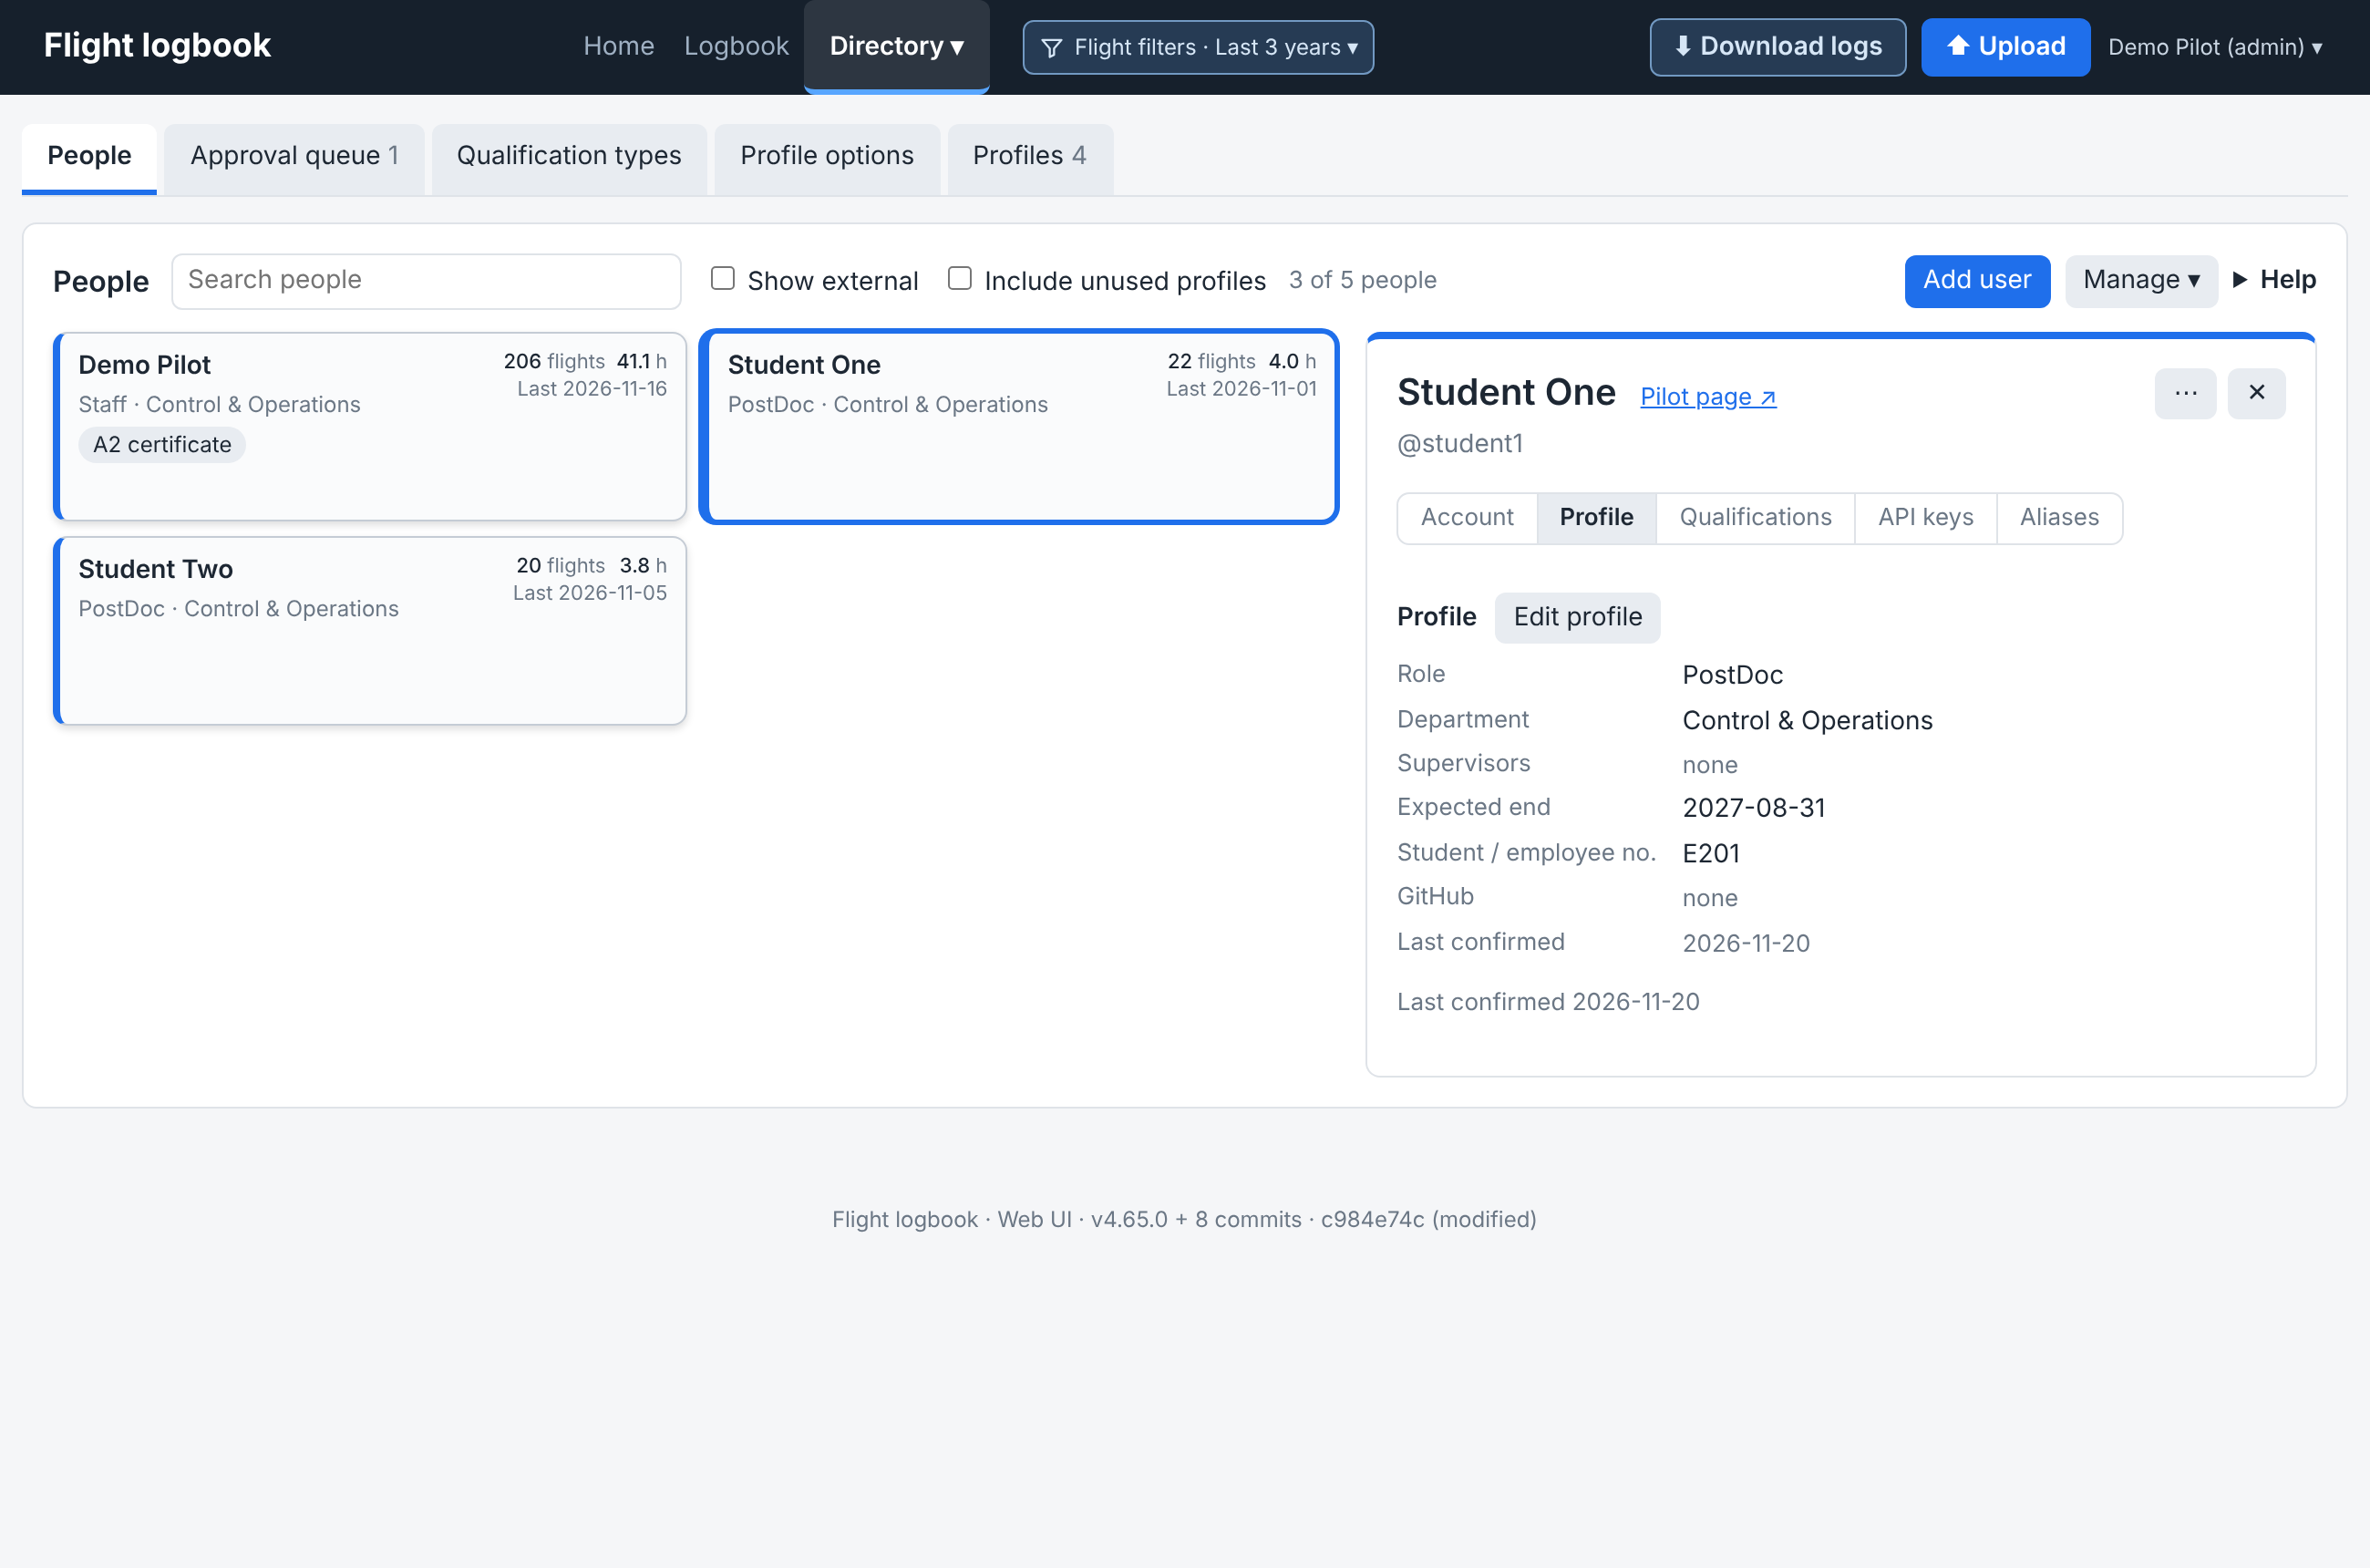 Flight logbook
Home Logbook Directory ▾ Flight filters · Last 3 years ▾
⬇ Download logs ⬆ Upload Demo Pilot (admin) ▾
People Approval queue 1 Qualification types Profile options Profiles 4
People Search people Show external Include unused profiles 3 of 5 people
Add user Manage ▾ ▶ Help
Demo Pilot 206 flights 41.1 h
Last 2026-11-16
Staff · Control & Operations
A2 certificate
Student One 22 flights 4.0 h
Last 2026-11-01
PostDoc · Control & Operations
Student Two 20 flights 3.8 h
Last 2026-11-05
PostDoc · Control & Operations
Student One Pilot page ↗ ⋯ ✕
@student1
Account Profile Qualifications API keys Aliases
Profile Edit profile
Role PostDoc
Department Control & Operations
Supervisors none
Expected end 2027-08-31
Student / employee no. E201
GitHub none
Last confirmed 2026-11-20
Last confirmed 2026-11-20
Flight logbook · Web UI · v4.65.0 + 8 commits · c984e74c (modified)